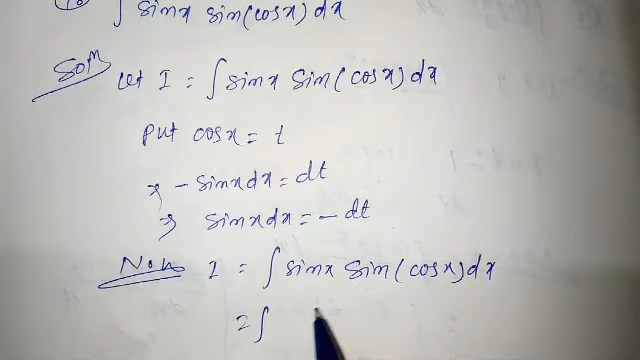 ∫ sinx sin(cosx) dx
Solⁿ Let I = ∫ sinx sin(cosx) dx
Put cosx = t
⇒ - sinxdx = dt
⇒ sinxdx = - dt
Now I = ∫ sinx sin(cosx) dx
= ∫